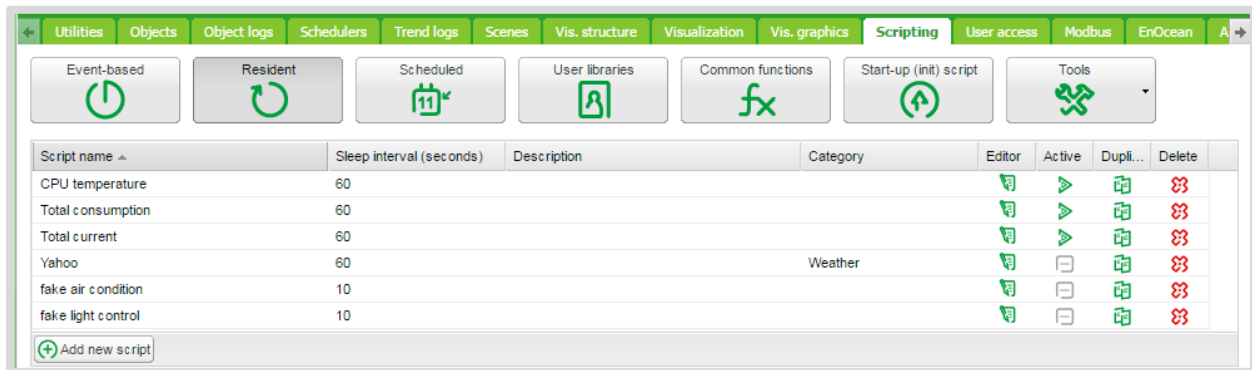 Utilities Objects Object logs Schedulers Trend logs Scenes Vis. structure Visualization Vis. graphics Scripting User access Modbus EnOcean A
Event-based Resident Scheduled User libraries Common functions Start-up (init) script Tools
11
Script name Sleep interval (seconds) Description Category Editor Active Dupli... Delete
CPU temperature 60
Total consumption 60
Total current 60
Yahoo 60 Weather
fake air condition 10
fake light control 10
Add new script